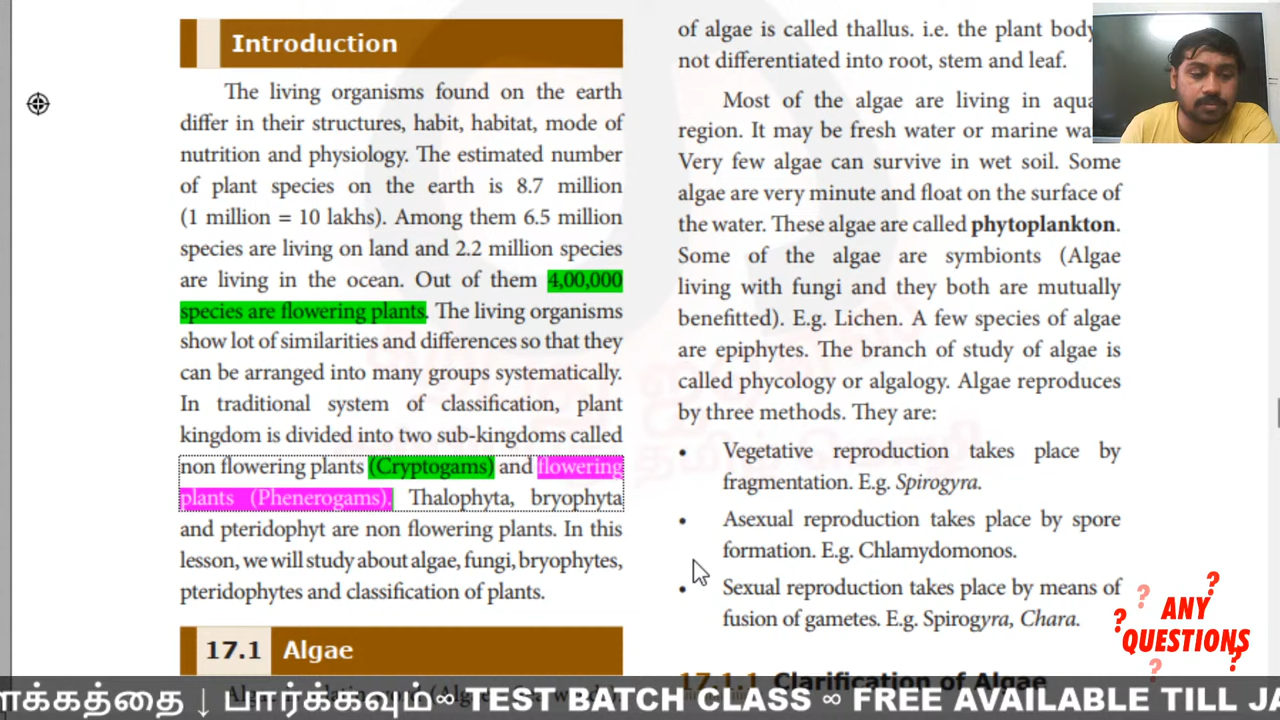 Introduction
The living organisms found on the earth
differ in their structures, habit, habitat, mode of
nutrition and physiology. The estimated number
of plant species on the earth is 8.7 million
(1 million = 10 lakhs). Among them 6.5 million
species are living on land and 2.2 million species
are living in the ocean. Out of them 4,00,000
species are flowering plants. The living organisms
show lot of similarities and differences so that they
can be arranged into many groups systematically.
In traditional system of classification, plant
kingdom is divided into two sub-kingdoms called
non flowering plants (Cryptogams) and flowering
plants (Phenerogams). Thalophyta, bryophyta
and pteridophyt are non flowering plants. In this
lesson, we will study about algae, fungi, bryophytes,
pteridophytes and classification of plants.
17.1 Algae
of algae is called thallus. i.e. the plant body
not differentiated into root, stem and leaf.
Most of the algae are living in
region. It may be fresh water or marine
Very few algae can survive in wet soil. Some
algae are very minute and float on the surface of
the water. These algae are called phytoplankton.
Some of the algae are symbionts (Algae
living with fungi and they both are mutually
benefitted). E.g. Lichen. A few species of algae
are epiphytes. The branch of study of algae is
called phycology or algalogy. Algae reproduces
by three methods. They are:
• Vegetative reproduction takes place by
fragmentation. E.g. Spirogyra.
• Asexual reproduction takes place by spore
formation. E.g. Chlamydomonos.
• Sexual reproduction takes place by means of
fusion of gametes. E.g. Spirogyra, Chara.
17.1.1 Clarification of Algae
? ANY ?
? QUESTIONS ?
ளக்கத்தை ↓ பார்க்கவும்∞ TEST BATCH CLASS ∞ FREE AVAILABLE TILL JA